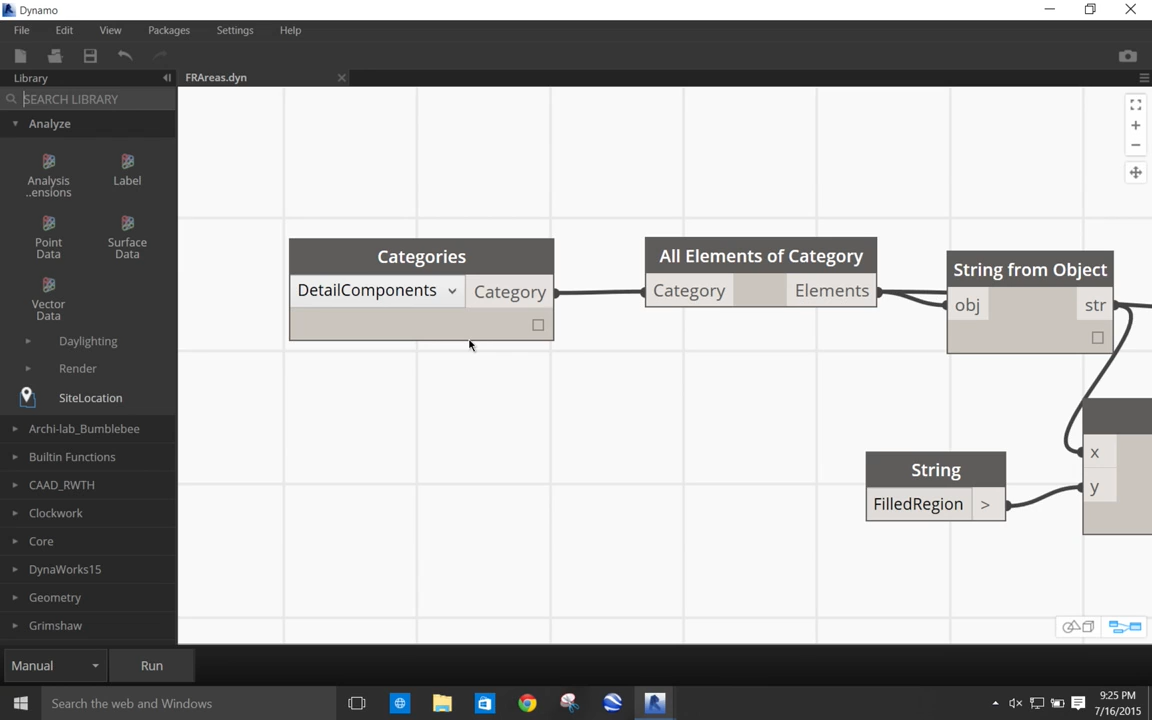 Dynamo
File Edit View Packages Settings Help
Library
FRAreas.dyn
SEARCH LIBRARY
Analyze
Analysis
..ensions
Label
Point
Data
Surface
Data
Vector
Data
Daylighting
Render
SiteLocation
Archi-lab_Bumblebee
Builtin Functions
CAAD_RWTH
Clockwork
Core
DynaWorks15
Geometry
Grimshaw
Categories
DetailComponents
Category
All Elements of Category
Category
Elements
String from Object
obj
str
String
FilledRegion
>
x
y
Manual
Run
Search the web and Windows
9:25 PM
7/16/2015